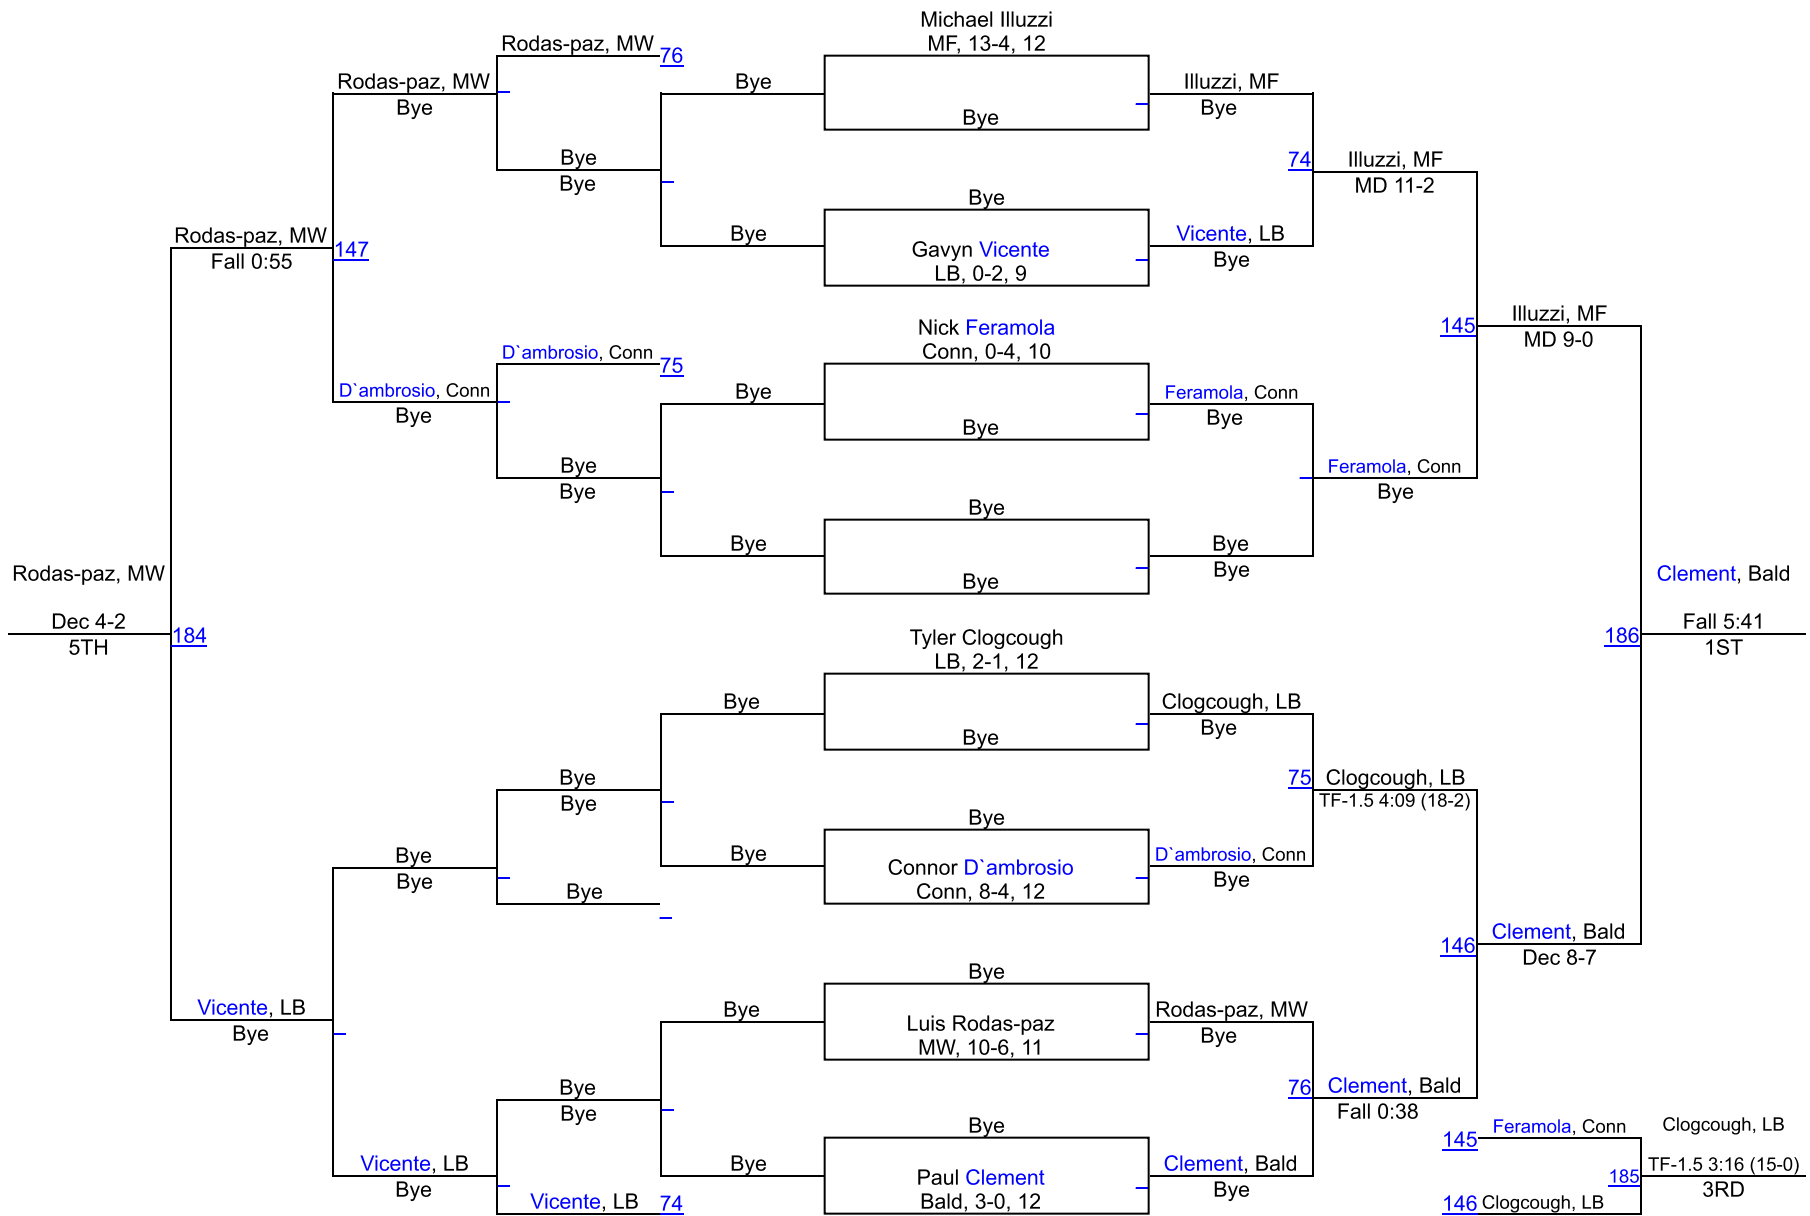 Michael Illuzzi
MF, 13-4, 12
Rodas-paz, MW
76
Rodas-paz, MW
Bye
Bye
Bye
Illuzzi, MF
Bye
Bye
Bye
74
Illuzzi, MF
MD 11-2
Bye
Rodas-paz, MW
Fall 0:55
147
Bye
Gavyn Vicente
LB, 0-2, 9
Vicente, LB
Bye
Nick Feramola
Conn, 0-4, 10
145
Illuzzi, MF
MD 9-0
D`ambrosio, Conn
75
D`ambrosio, Conn
Bye
Bye
Bye
Feramola, Conn
Bye
Bye
Bye
Feramola, Conn
Bye
Bye
Bye
Bye
Bye
Bye
Rodas-paz, MW
Dec 4-2
5TH
184
Clement, Bald
186
Fall 5:41
1ST
Tyler Clogcough
LB, 2-1, 12
Bye
Bye
Clogcough, LB
Bye
Bye
Bye
75
Clogcough, LB
TF-1.5 4:09 (18-2)
Bye
Bye
Bye
Bye
Bye
Connor D`ambrosio
Conn, 8-4, 12
D`ambrosio, Conn
Bye
146
Clement, Bald
Dec 8-7
Bye
Vicente, LB
Bye
Bye
Luis Rodas-paz
MW, 10-6, 11
Rodas-paz, MW
Bye
Bye
Bye
76
Clement, Bald
Fall 0:38
Bye
Vicente, LB
Bye
Vicente, LB
74
Bye
Paul Clement
Bald, 3-0, 12
Clement, Bald
Bye
145
Feramola, Conn
Clogcough, LB
185
TF-1.5 3:16 (15-0)
3RD
146
Clogcough, LB